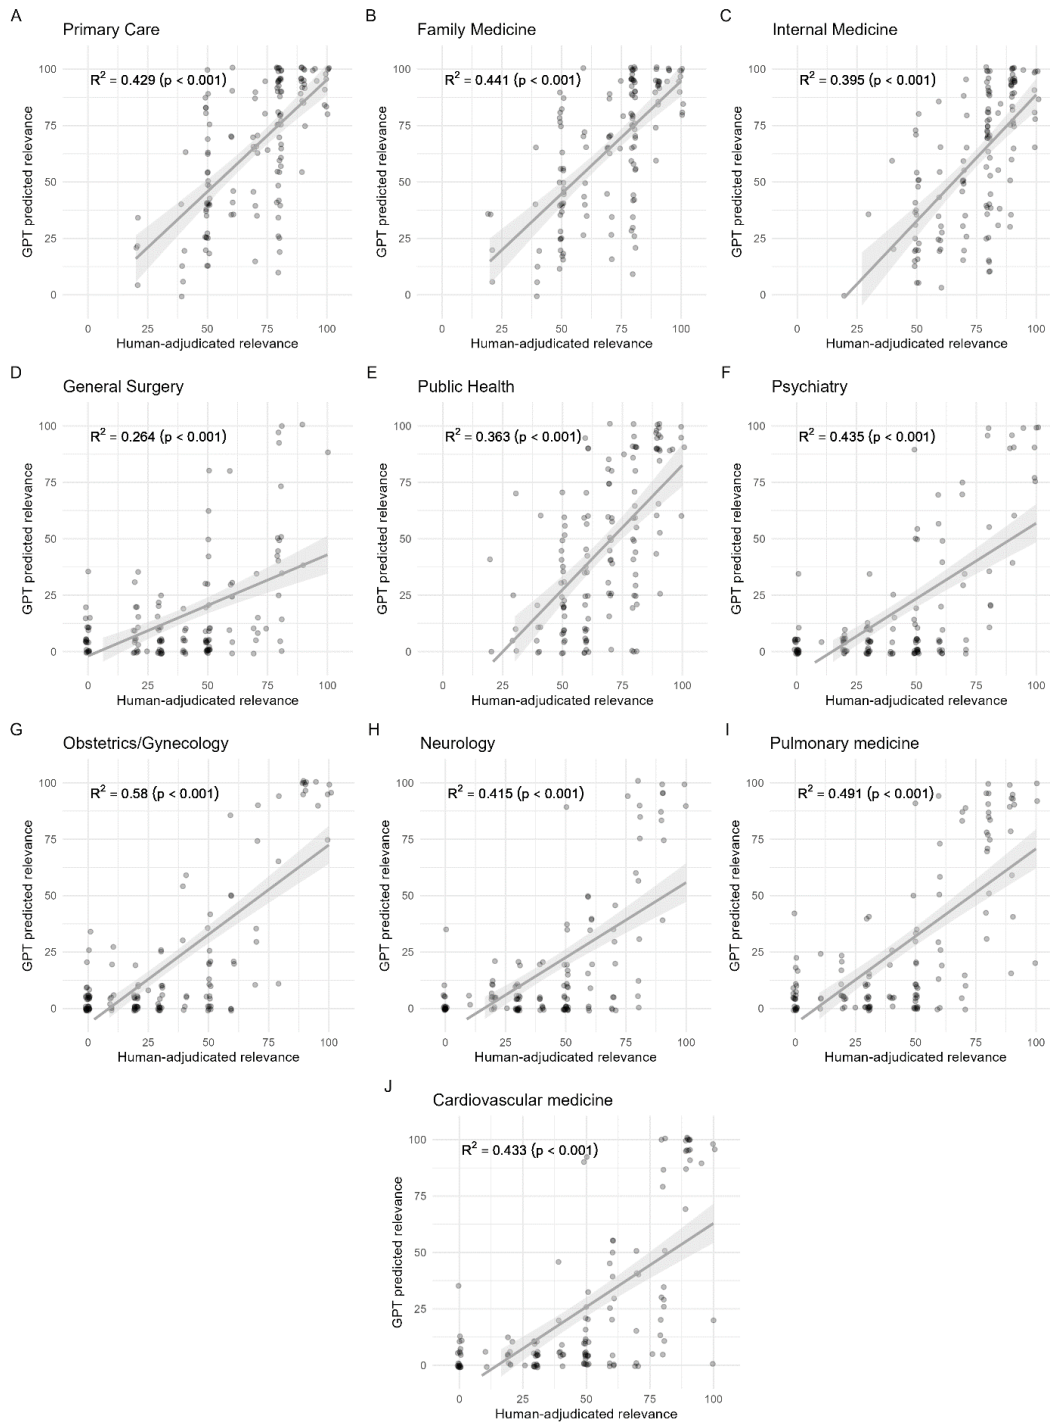 A
Primary Care
R² = 0.429 (p < 0.001)
GPT predicted relevance
100
75
50
25
0
0 25 50 75 100
Human-adjudicated relevance
B
Family Medicine
R² = 0.441 (p < 0.001)
GPT predicted relevance
100
75
50
25
0
0 25 50 75 100
Human-adjudicated relevance
C
Internal Medicine
R² = 0.395 (p < 0.001)
GPT predicted relevance
100
75
50
25
0
0 25 50 75 100
Human-adjudicated relevance
D
General Surgery
R² = 0.264 (p < 0.001)
GPT predicted relevance
100
75
50
25
0
0 25 50 75 100
Human-adjudicated relevance
E
Public Health
R² = 0.363 (p < 0.001)
GPT predicted relevance
100
75
50
25
0
0 25 50 75 100
Human-adjudicated relevance
F
Psychiatry
R² = 0.435 (p < 0.001)
GPT predicted relevance
100
75
50
25
0
0 25 50 75 100
Human-adjudicated relevance
G
Obstetrics/Gynecology
R² = 0.58 (p < 0.001)
GPT predicted relevance
100
75
50
25
0
0 25 50 75 100
Human-adjudicated relevance
H
Neurology
R² = 0.415 (p < 0.001)
GPT predicted relevance
100
75
50
25
0
0 25 50 75 100
Human-adjudicated relevance
I
Pulmonary medicine
R² = 0.491 (p < 0.001)
GPT predicted relevance
100
75
50
25
0
0 25 50 75 100
Human-adjudicated relevance
J
Cardiovascular medicine
R² = 0.433 (p < 0.001)
GPT predicted relevance
100
75
50
25
0
0 25 50 75 100
Human-adjudicated relevance